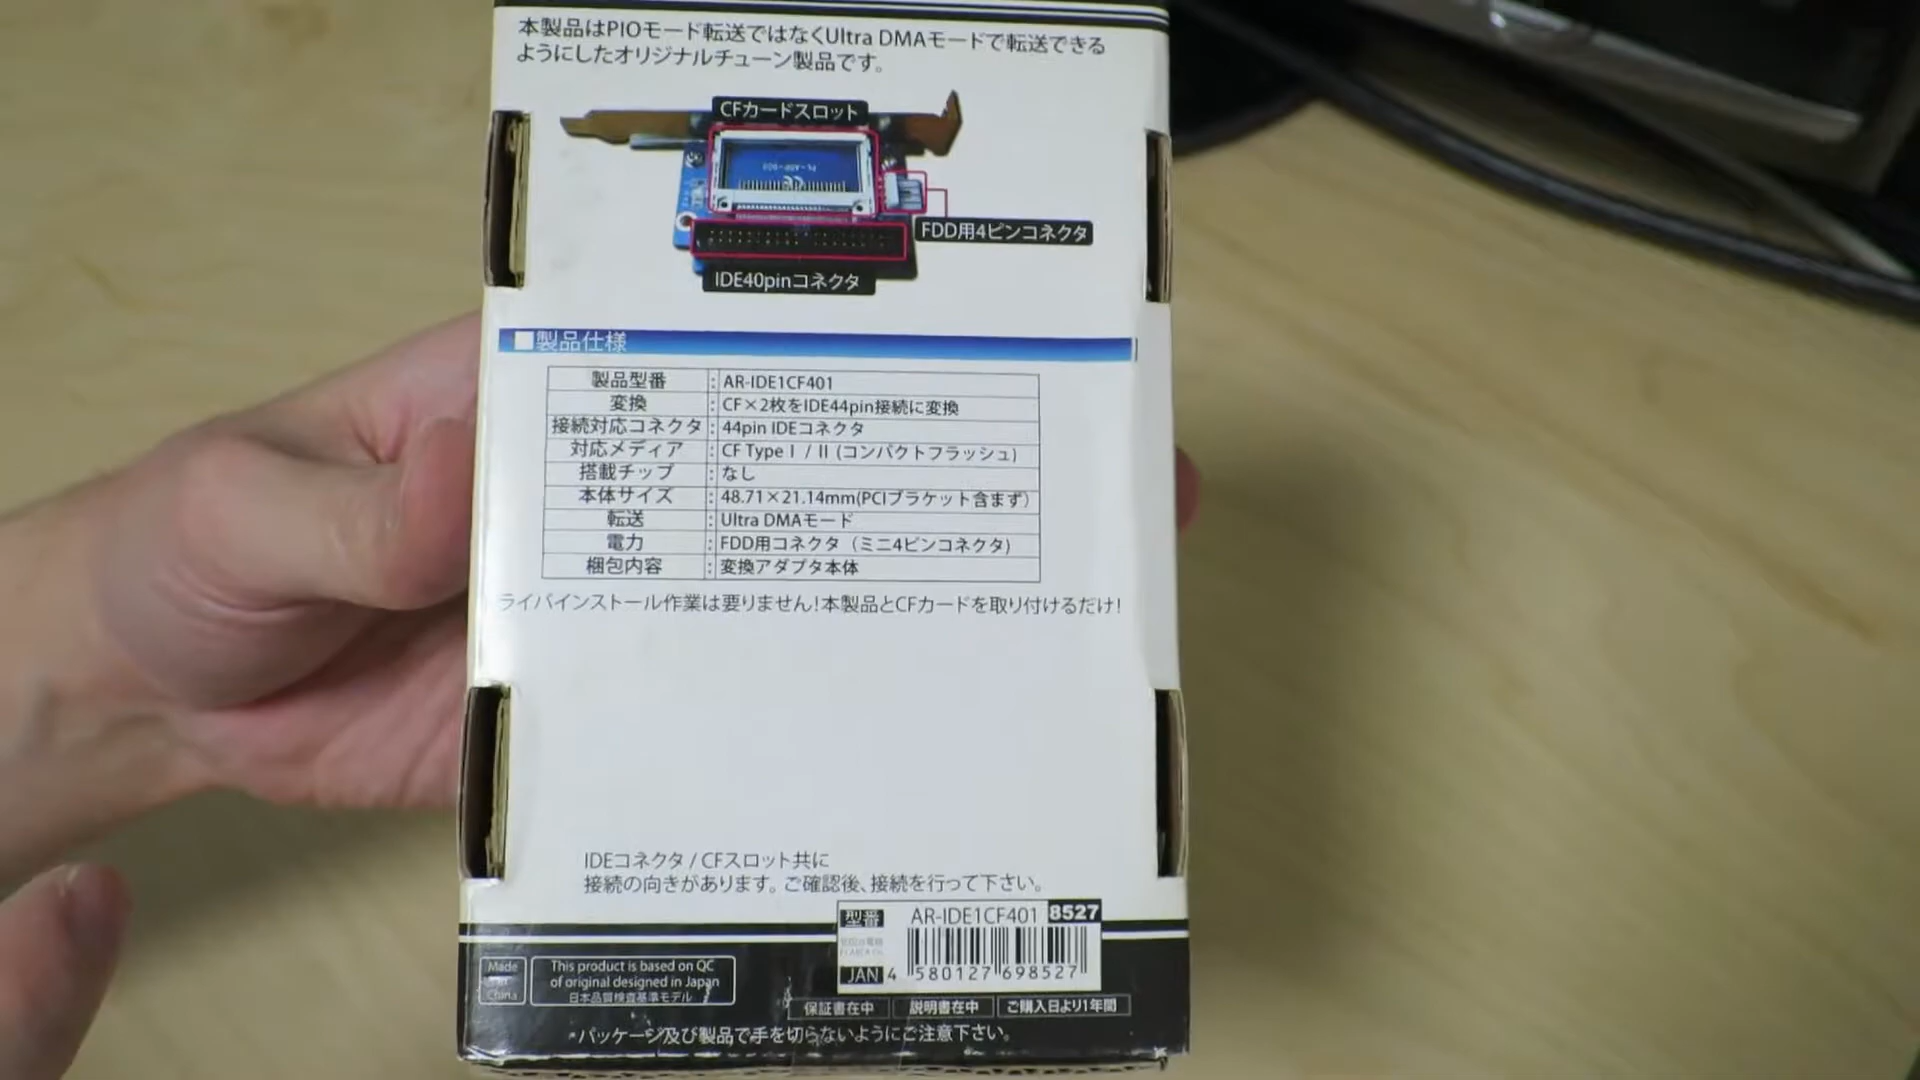 本製品はPIOモード転送ではなくUltra DMAモードで転送できる
ようにしたオリジナルチューン製品です。
CFカードスロット
FDD用4ピンコネクタ
IDE40pinコネクタ
■製品仕様
製品型番 : AR-IDE1CF401
変換 : CF×2枚をIDE44pin接続に変換
接続対応コネクタ : 44pin IDEコネクタ
対応メディア : CF Type I / II (コンパクトフラッシュ)
搭載チップ : なし
本体サイズ : 48.71×21.14mm(PCIブラケット含まず)
転送 : Ultra DMAモード
電力 : FDD用コネクタ (ミニ4ピンコネクタ)
梱包内容 : 変換アダプタ本体
ライバインストール作業は要りません!本製品とCFカードを取り付けるだけ!
IDEコネクタ / CFスロット共に
接続の向きがあります。ご確認後、接続を行って下さい。
型番 AR-IDE1CF401 8527
JAN 4 580127 698527
Made in China
This product is based on QC
of original designed in Japan
日本品質検査基準モデル
保証書在中 説明書在中 ご購入日より1年間
*パッケージ及び製品で手を切らないようにご注意下さい。